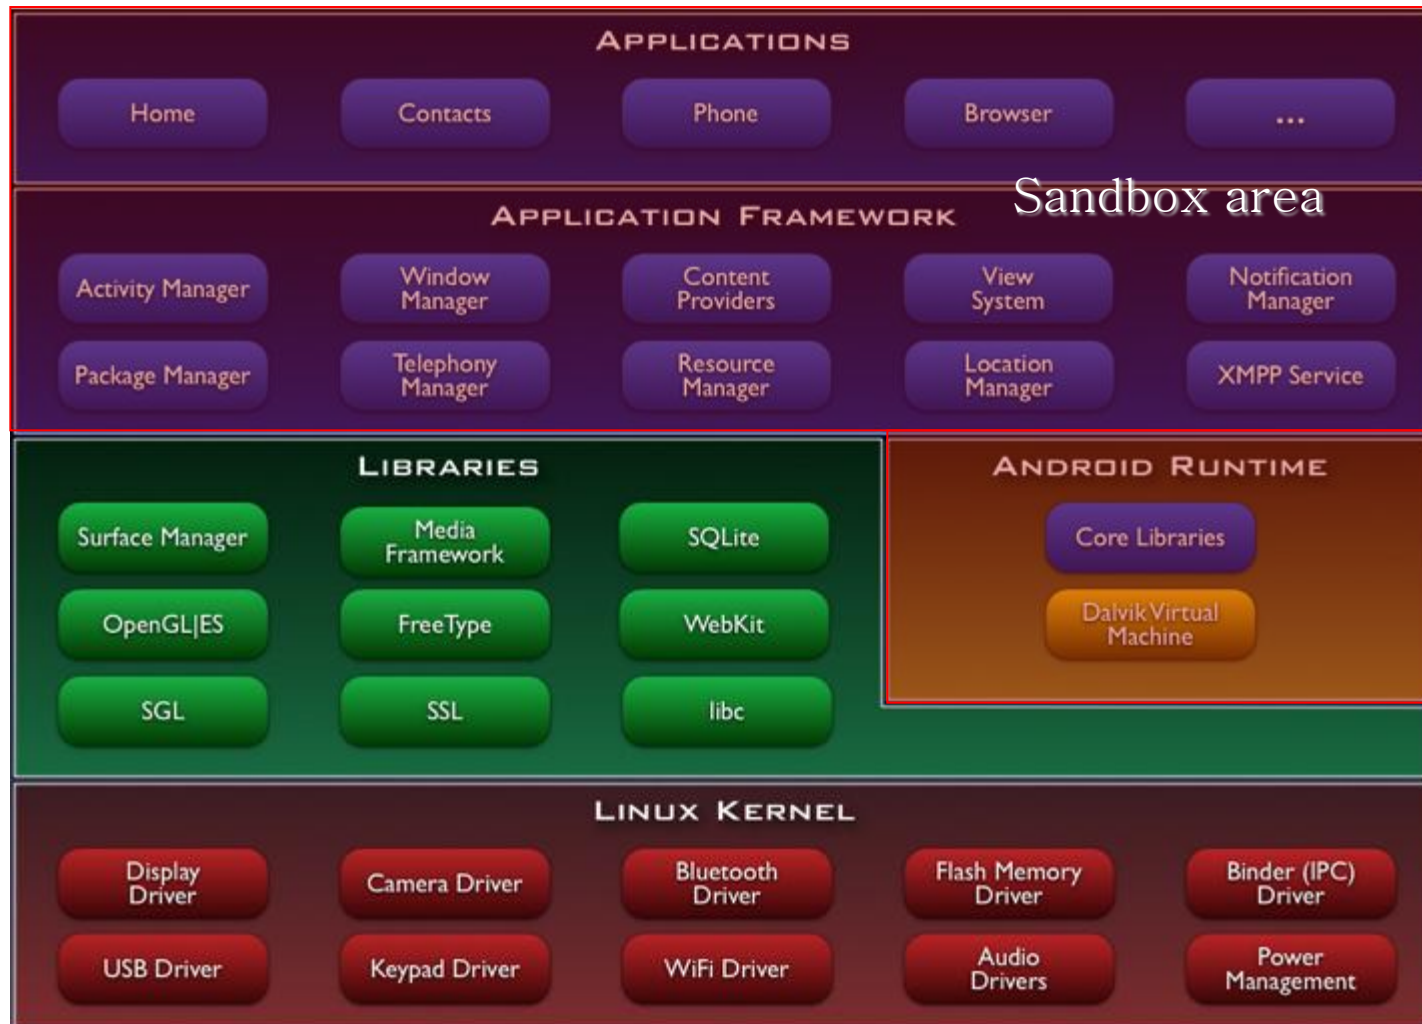 APPLICATIONS
Home
Contacts
Phone
Browser
...
Sandbox area
APPLICATION FRAMEWORK
Activity Manager
Window
Manager
Content
Providers
View
System
Notification
Manager
Package Manager
Telephony
Manager
Resource
Manager
Location
Manager
XMPP Service
LIBRARIES
Surface Manager
Media
Framework
SQLite
OpenGL|ES
FreeType
WebKit
SGL
SSL
libc
ANDROID RUNTIME
Core Libraries
Dalvik Virtual
Machine
LINUX KERNEL
Display
Driver
Camera Driver
Bluetooth
Driver
Flash Memory
Driver
Binder (IPC)
Driver
USB Driver
Keypad Driver
WiFi Driver
Audio
Drivers
Power
Management